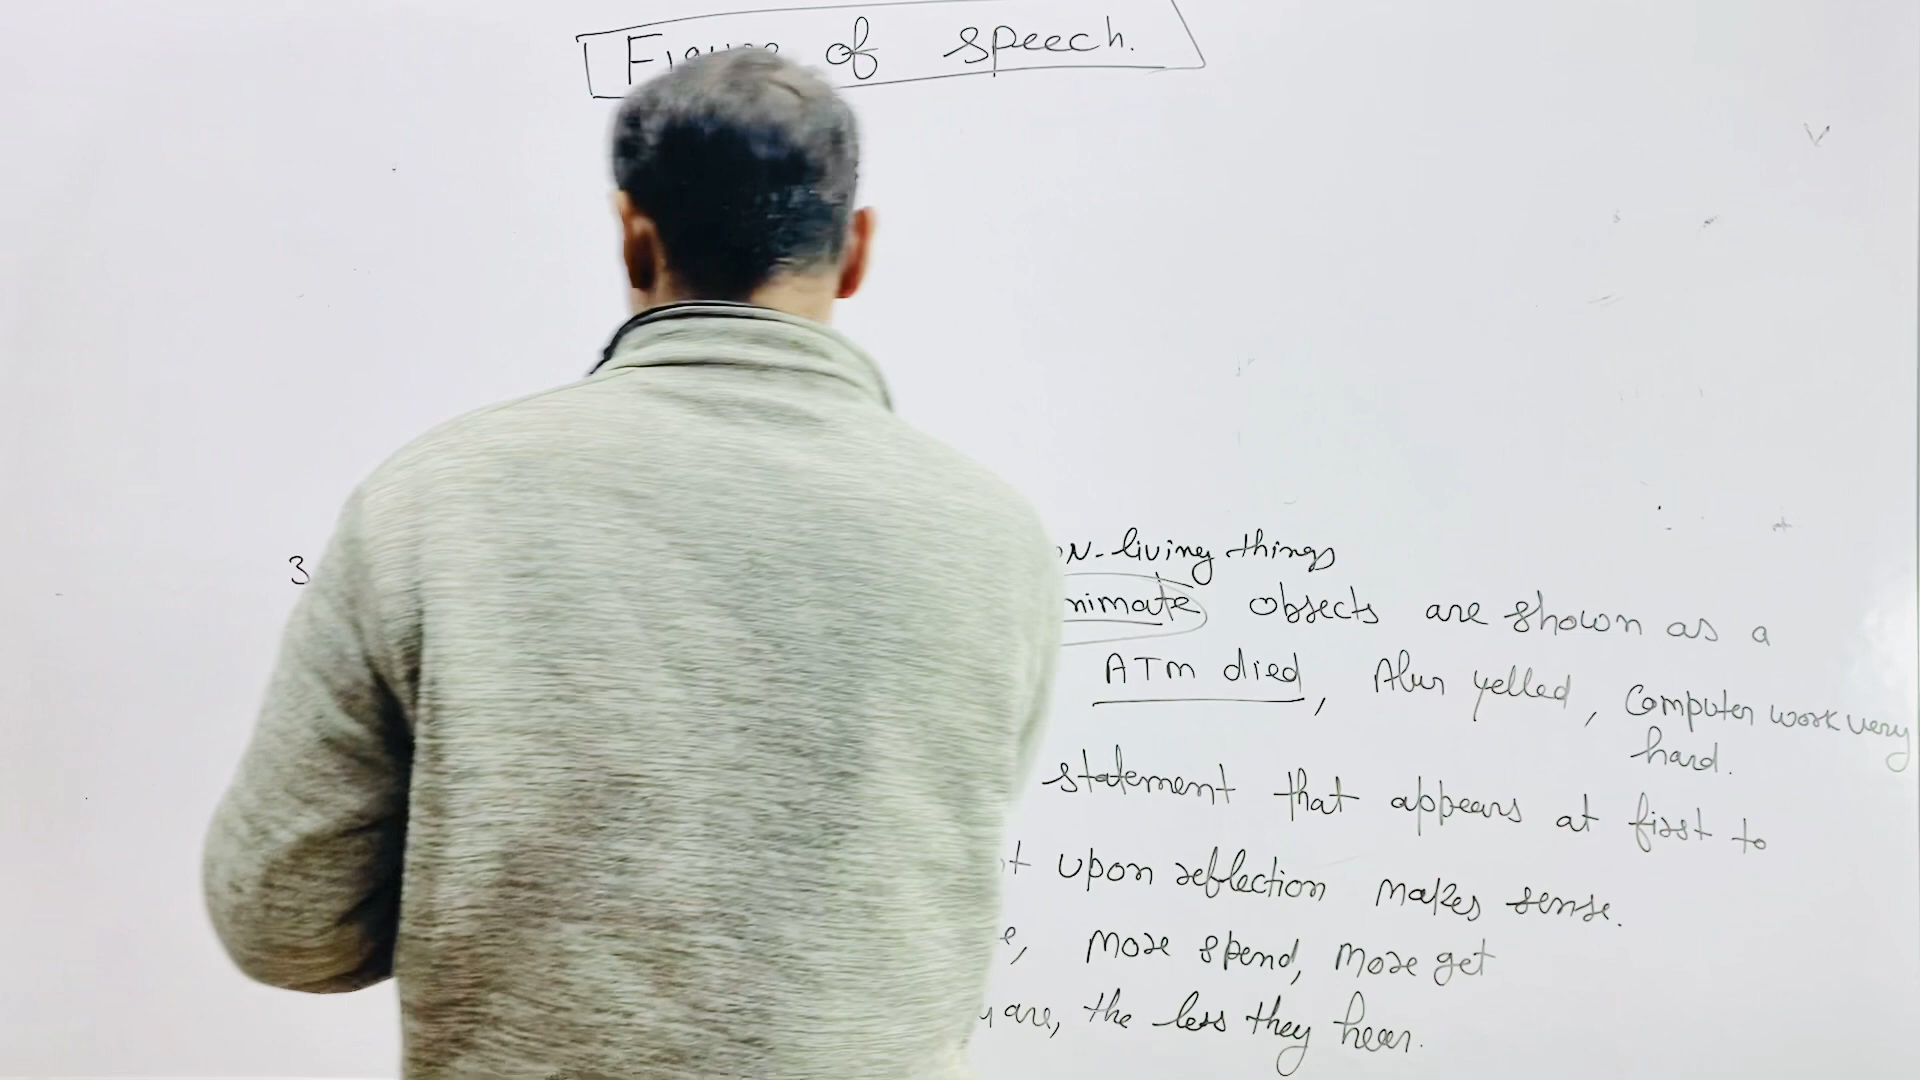 of speech.
3
N-living things
nimate objects are shown as a
ATM died, Alur yelled, Computer work very
hard.
statement that appears at first to
t upon reflection makes sense.
e, More spend, More get
are, the less they hear.